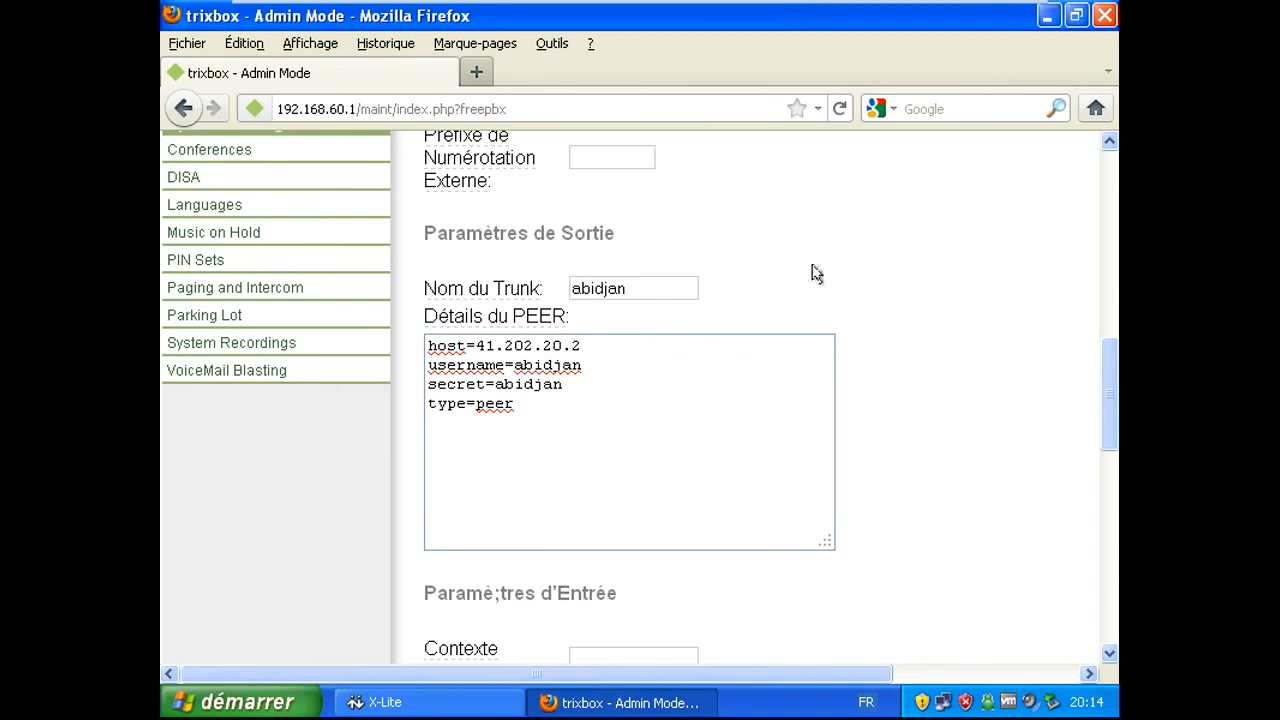 trixbox - Admin Mode - Mozilla Firefox
Fichier Édition Affichage Historique Marque-pages Outils ?
trixbox - Admin Mode
192.168.60.1/maint/index.php?freepbx
Google
Conferences
DISA
Languages
Music on Hold
PIN Sets
Paging and Intercom
Parking Lot
System Recordings
VoiceMail Blasting
Préfixe de
Numérotation
Externe:
Paramètres de Sortie
Nom du Trunk: abidjan
Détails du PEER:
host=41.202.20.2
username=abidjan
secret=abidjan
type=peer
Paramè;tres d'Entrée
Contexte
démarrer X-Lite trixbox - Admin Mode... FR 20:14